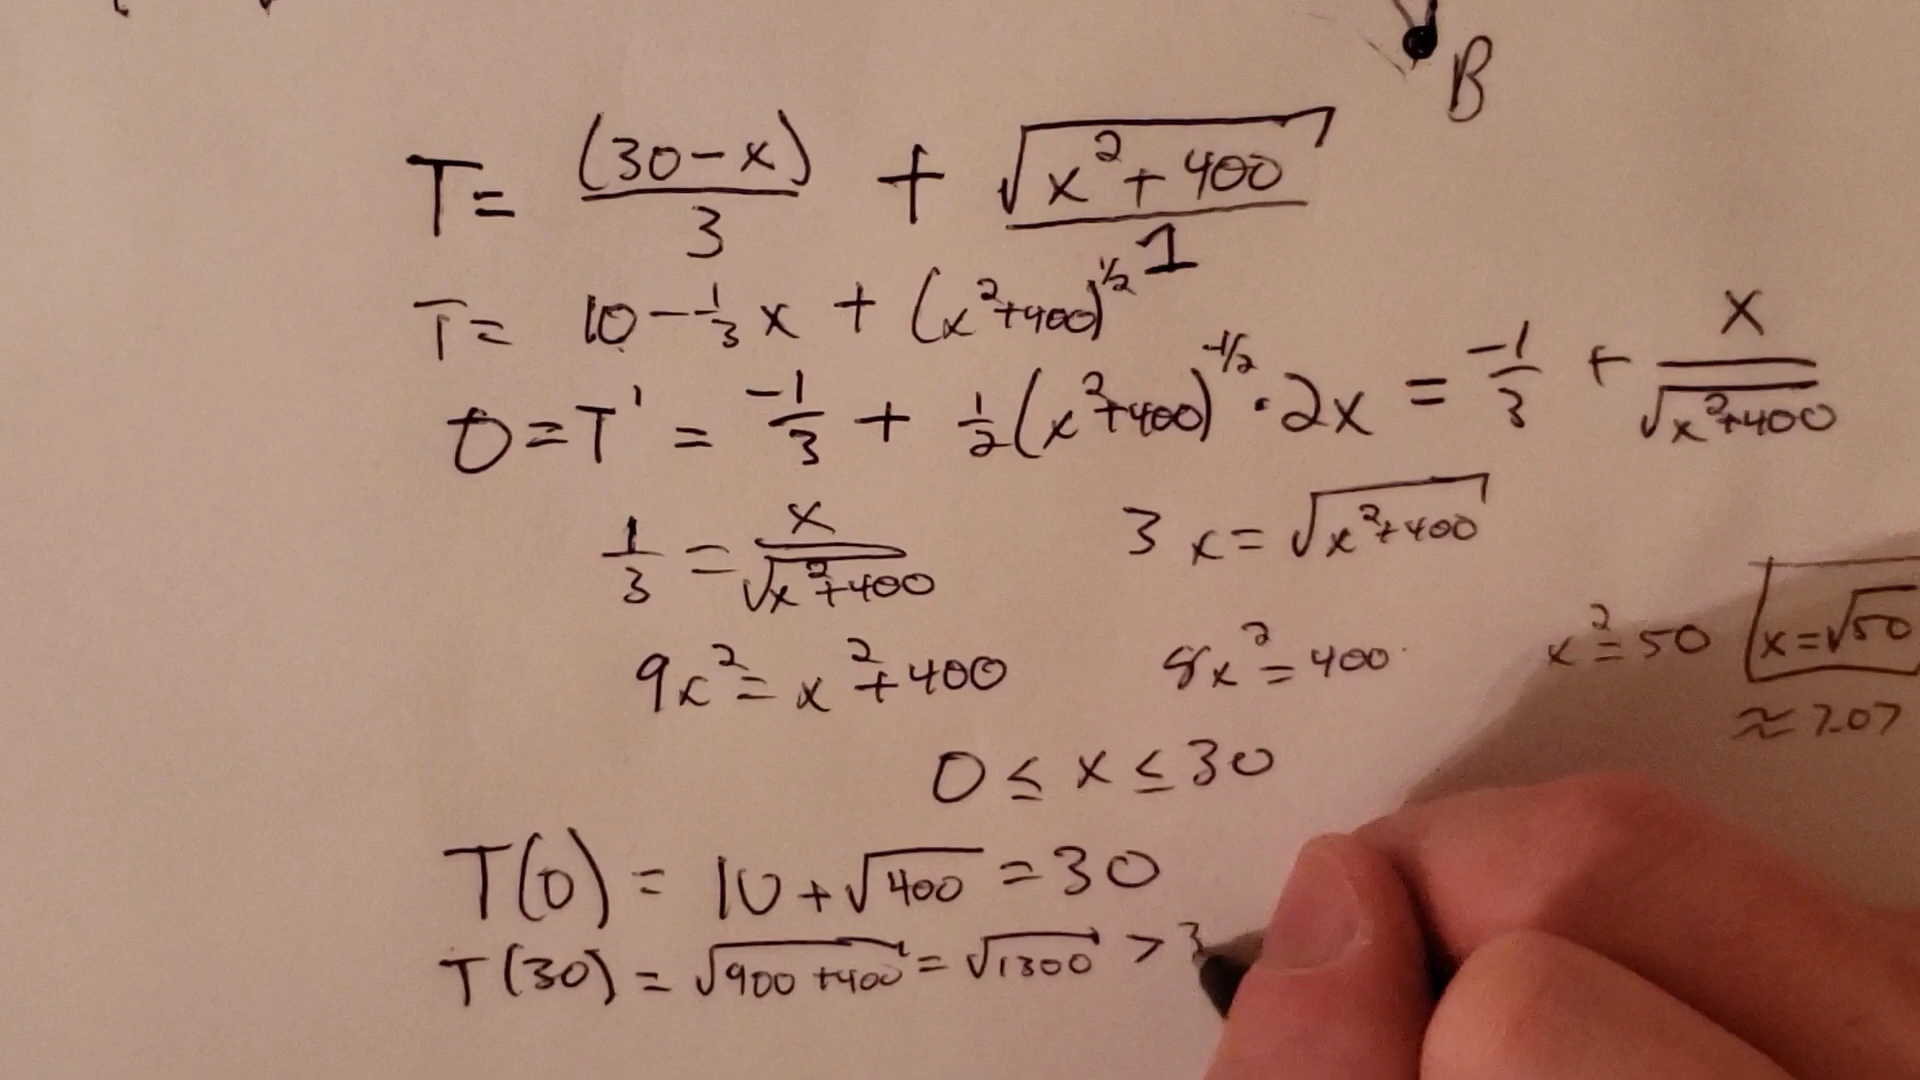 B
T = (30-x)/3 + √(x²+400)/1
T = 10 - 1/3 x + (x²+400)^1/2
0 = T' = -1/3 + 1/2 (x²+400)^-1/2 · 2x = -1/3 + x/√(x²+400)
1/3 = x/√(x²+400) 3x = √(x²+400)
9x² = x²+400 8x² = 400 x² = 50 x = √50
≈ 7.07
0 ≤ x ≤ 30
T(0) = 10 + √400 = 30
T(30) = √(900+400) = √1300 > 3